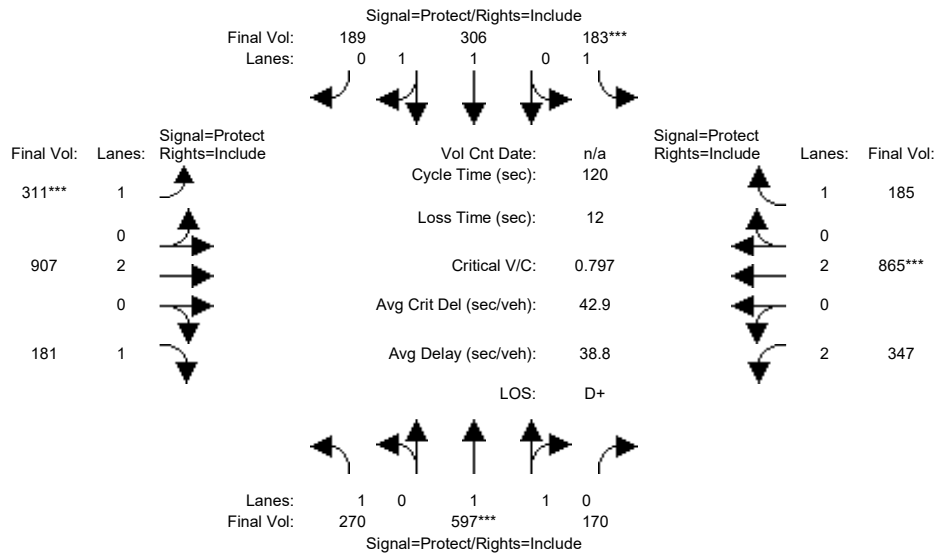 Signal=Protect/Rights=Include
Final Vol: 189 306 183***
Lanes: 0 1 1 0 1
Signal=Protect Signal=Protect
Final Vol: Lanes: Rights=Include Vol Cnt Date: n/a Rights=Include Lanes: Final Vol:
Cycle Time (sec): 120
311*** 1 1 185
Loss Time (sec): 12
0 0
907 2 Critical V/C: 0.797 2 865***
0 Avg Crit Del (sec/veh): 42.9 0
181 1 Avg Delay (sec/veh): 38.8 2 347
LOS: D+
Lanes: 1 0 1 1 0
Final Vol: 270 597*** 170
Signal=Protect/Rights=Include